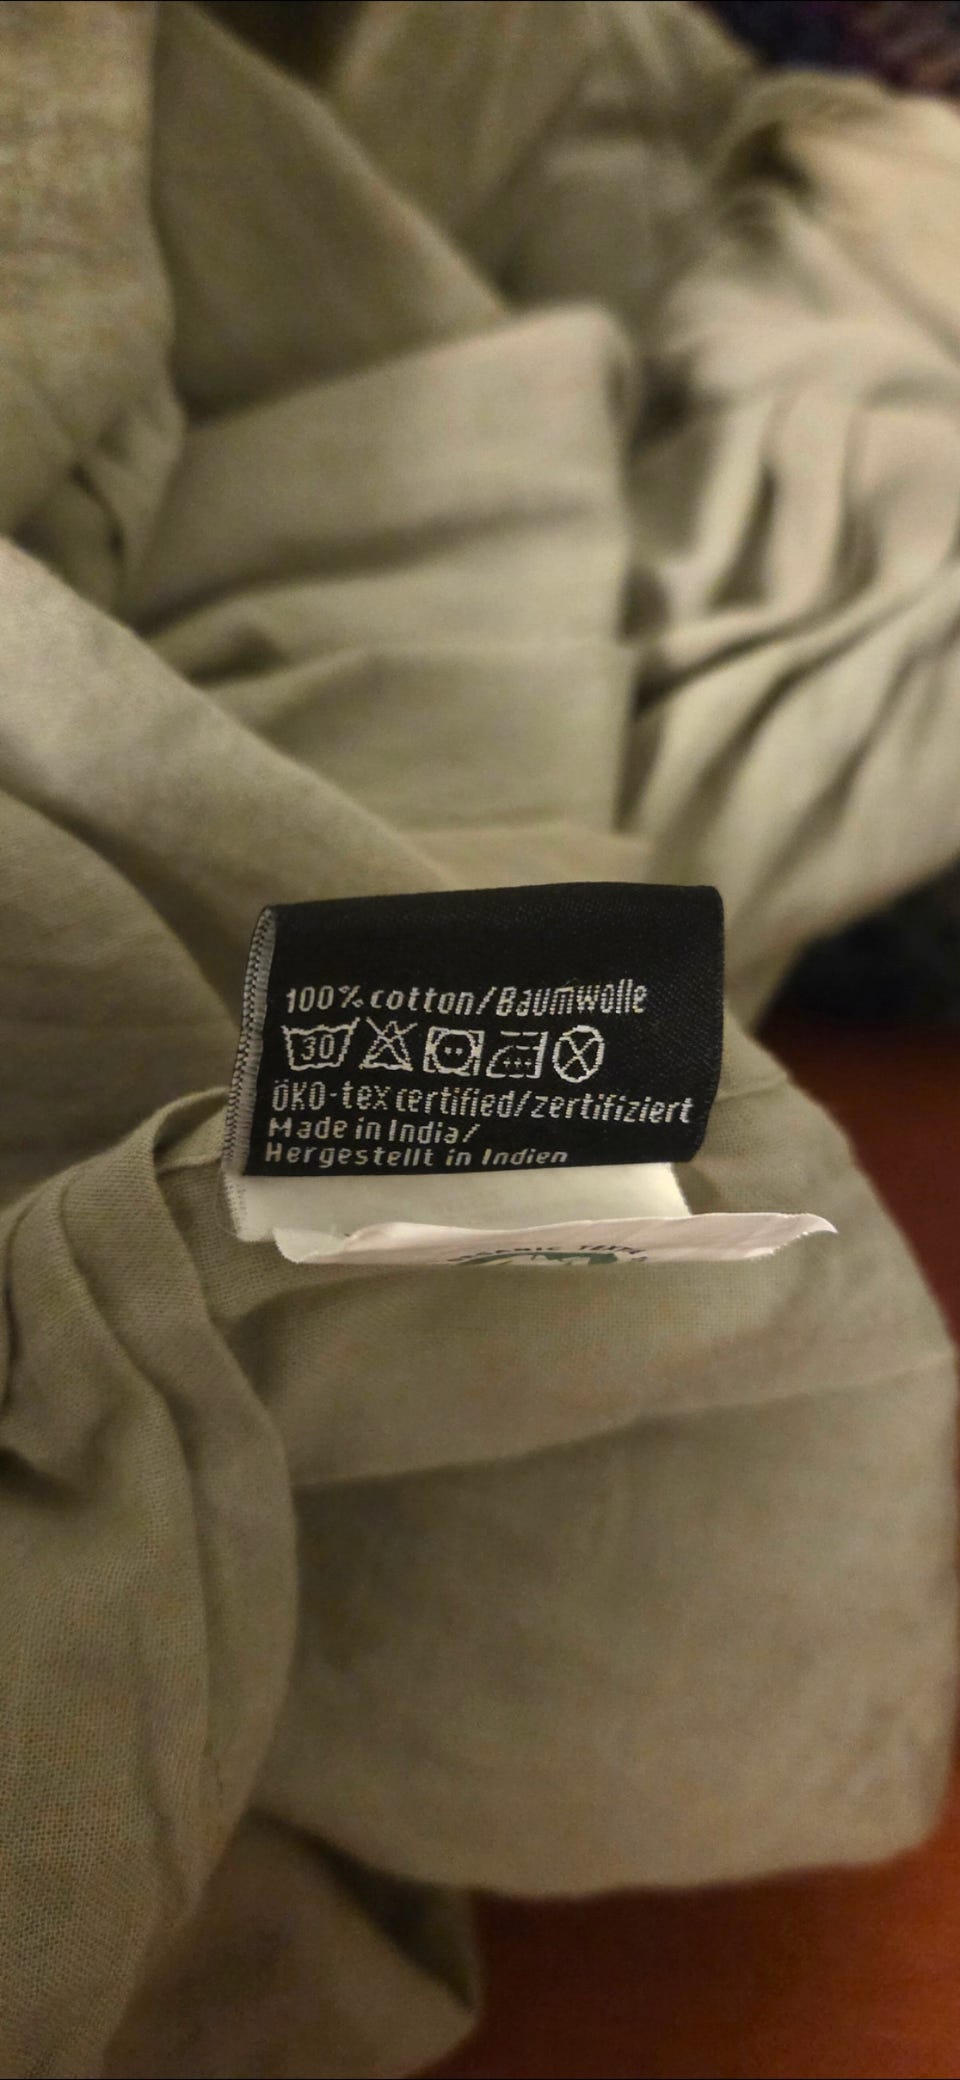 100% cotton/Baumwolle
30
ÖKO-tex certified/zertifiziert
Made in India/
Hergestellt in Indien